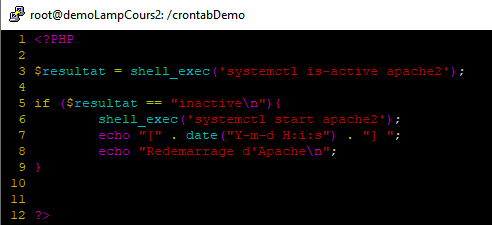 root@demoLampCours2: /crontabDemo
1 <?PHP
2
3 $resultat = shell_exec('systemctl is-active apache2');
4
5 if ($resultat == "inactive\n"){
6         shell_exec('systemctl start apache2');
7         echo "[" . date("Y-m-d H:i:s") . "] ";
8         echo "Redemarrage d'Apache\n";
9 }
10
11
12 ?>